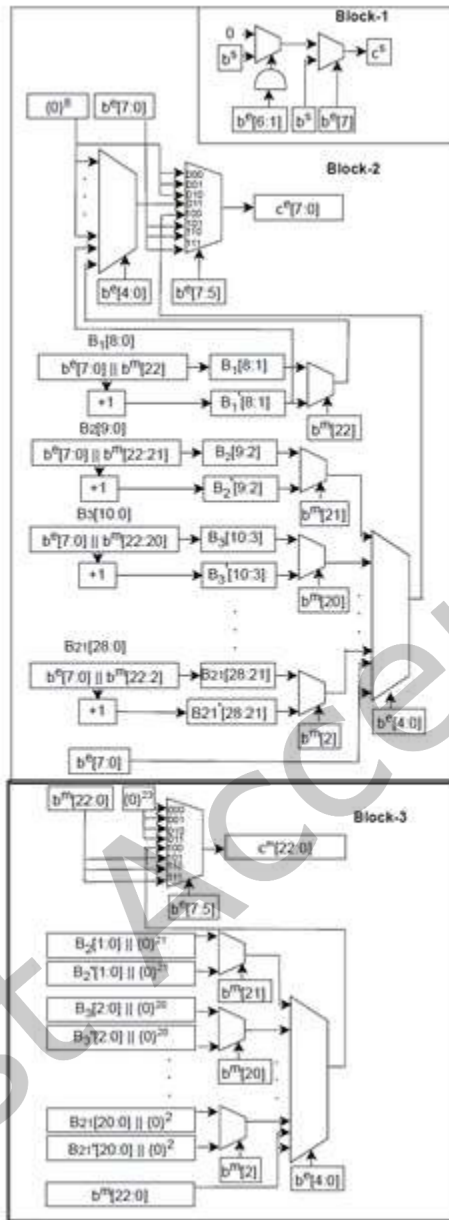 Block-1
0
b^s
c^s
b^e[6:1]
b^s
b^e[7]
{0}^8
b^e[7:0]
Block-2
000
001
010
011
100
101
110
111
c^e[7:0]
b^e[4:0]
b^e[7:5]
B1[8:0]
b^e[7:0] || b^m[22]
B1[8:1]
+1
B1'[8:1]
b^m[22]
B2[9:0]
b^e[7:0] || b^m[22:21]
B2[9:2]
+1
B2'[9:2]
b^m[21]
B3[10:0]
b^e[7:0] || b^m[22:20]
B3[10:3]
+1
B3'[10:3]
b^m[20]
B21[28:0]
b^e[7:0] || b^m[22:2]
B21[28:21]
+1
B21'[28:21]
b^m[2]
b^e[4:0]
b^e[7:0]
b^m[22:0]
{0}^23
Block-3
000
001
010
011
100
101
c^m[22:0]
b^e[7:5]
B2[1:0] || {0}^21
B2'[1:0] || {0}^21
b^m[21]
B3[2:0] || {0}^20
B3'[2:0] || {0}^20
b^m[20]
B21[20:0] || {0}^2
B21'[20:0] || {0}^2
b^m[2]
b^m[22:0]
b^e[4:0]